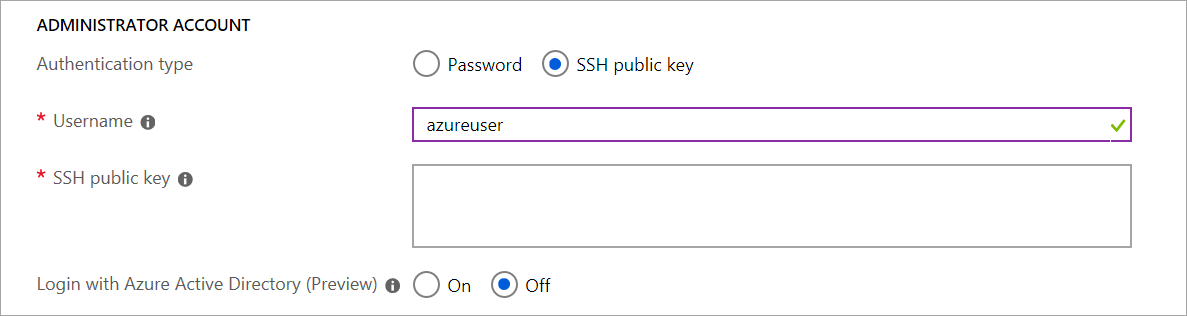 ADMINISTRATOR ACCOUNT
Authentication type Password SSH public key
* Username azureuser
* SSH public key
Login with Azure Active Directory (Preview) On Off